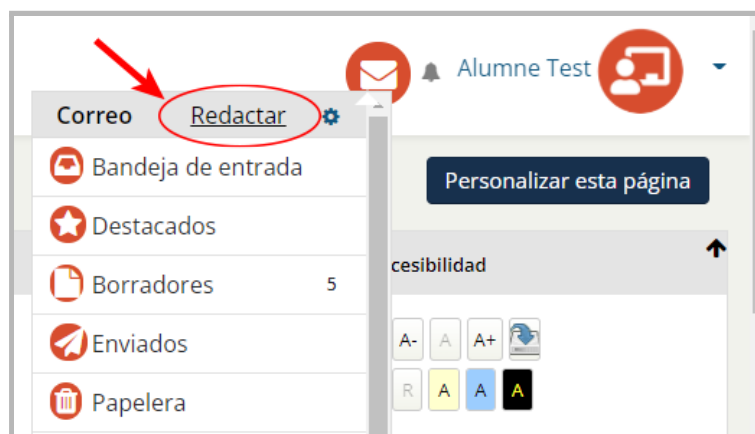 Alumne Test
Correo Redactar
Bandeja de entrada
Personalizar esta página
Destacados
cesibilidad
Borradores 5
Enviados
A- A A+
R A A A
Papelera